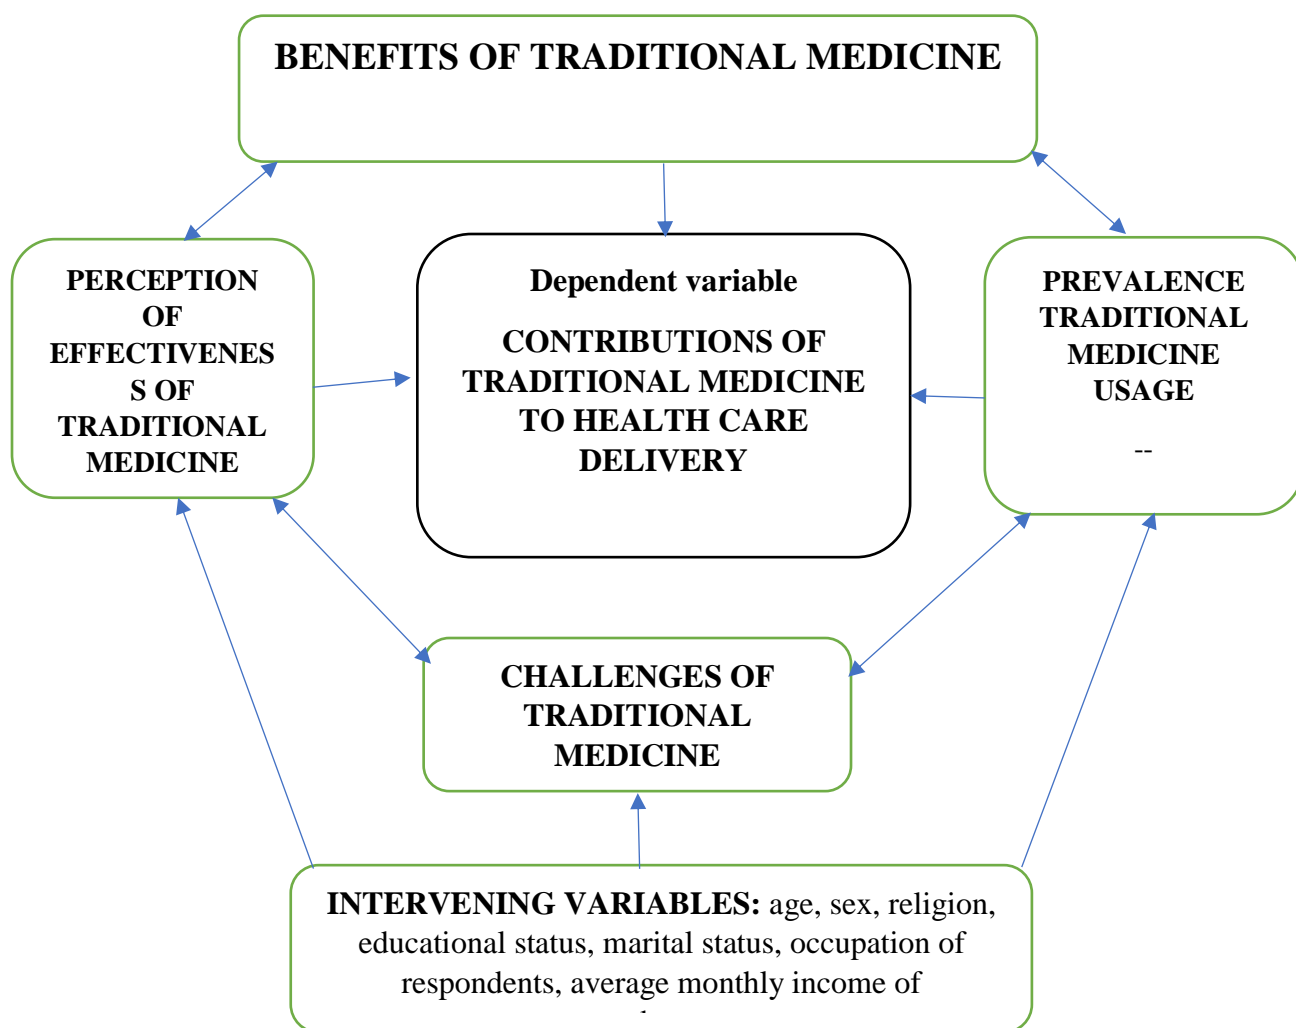 BENEFITS OF TRADITIONAL MEDICINE
PERCEPTION
OF
EFFECTIVENES
S OF
TRADITIONAL
MEDICINE
Dependent variable
CONTRIBUTIONS OF
TRADITIONAL MEDICINE
TO HEALTH CARE
DELIVERY
PREVALENCE
TRADITIONAL
MEDICINE
USAGE
--
CHALLENGES OF
TRADITIONAL
MEDICINE
INTERVENING VARIABLES: age, sex, religion,
educational status, marital status, occupation of
respondents, average monthly income of